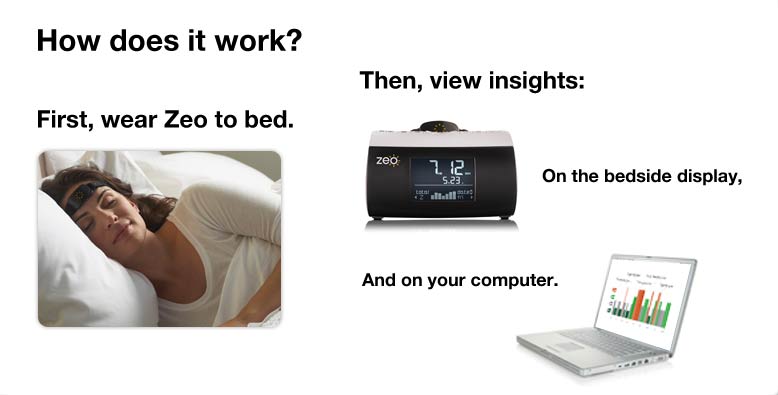 How does it work?
First, wear Zeo to bed.
Then, view insights:
zeo
7:12
5:23
On the bedside display,
And on your computer.